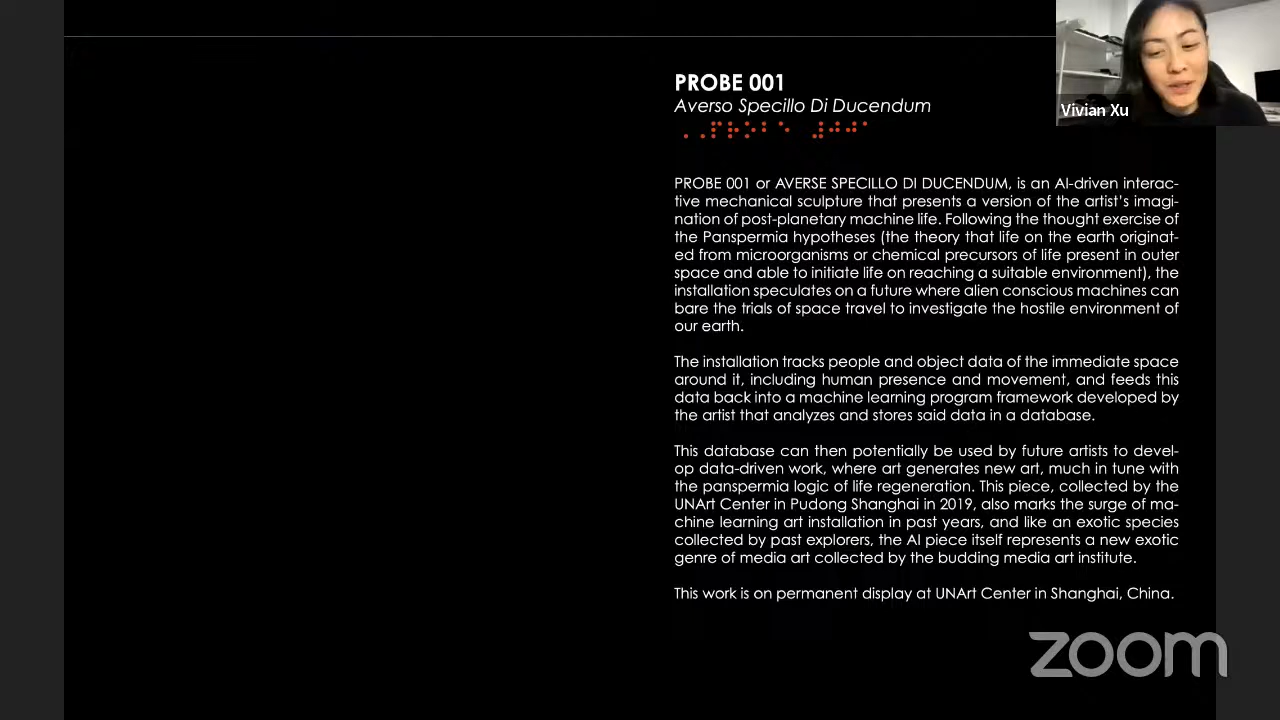 PROBE 001
Averso Specillo Di Ducendum
⠠⠠⠏⠗⠕⠃⠑ ⠼⠚⠚⠁
Vivian Xu
PROBE 001 or AVERSE SPECILLO DI DUCENDUM, is an AI-driven interac-
tive mechanical sculpture that presents a version of the artist's imagi-
nation of post-planetary machine life. Following the thought exercise of
the Panspermia hypotheses (the theory that life on the earth originat-
ed from microorganisms or chemical precursors of life present in outer
space and able to initiate life on reaching a suitable environment), the
installation speculates on a future where alien conscious machines can
bare the trials of space travel to investigate the hostile environment of
our earth.
The installation tracks people and object data of the immediate space
around it, including human presence and movement, and feeds this
data back into a machine learning program framework developed by
the artist that analyzes and stores said data in a database.
This database can then potentially be used by future artists to devel-
op data-driven work, where art generates new art, much in tune with
the panspermia logic of life regeneration. This piece, collected by the
UNArt Center in Pudong Shanghai in 2019, also marks the surge of ma-
chine learning art installation in past years, and like an exotic species
collected by past explorers, the AI piece itself represents a new exotic
genre of media art collected by the budding media art institute.
This work is on permanent display at UNArt Center in Shanghai, China.
zoom